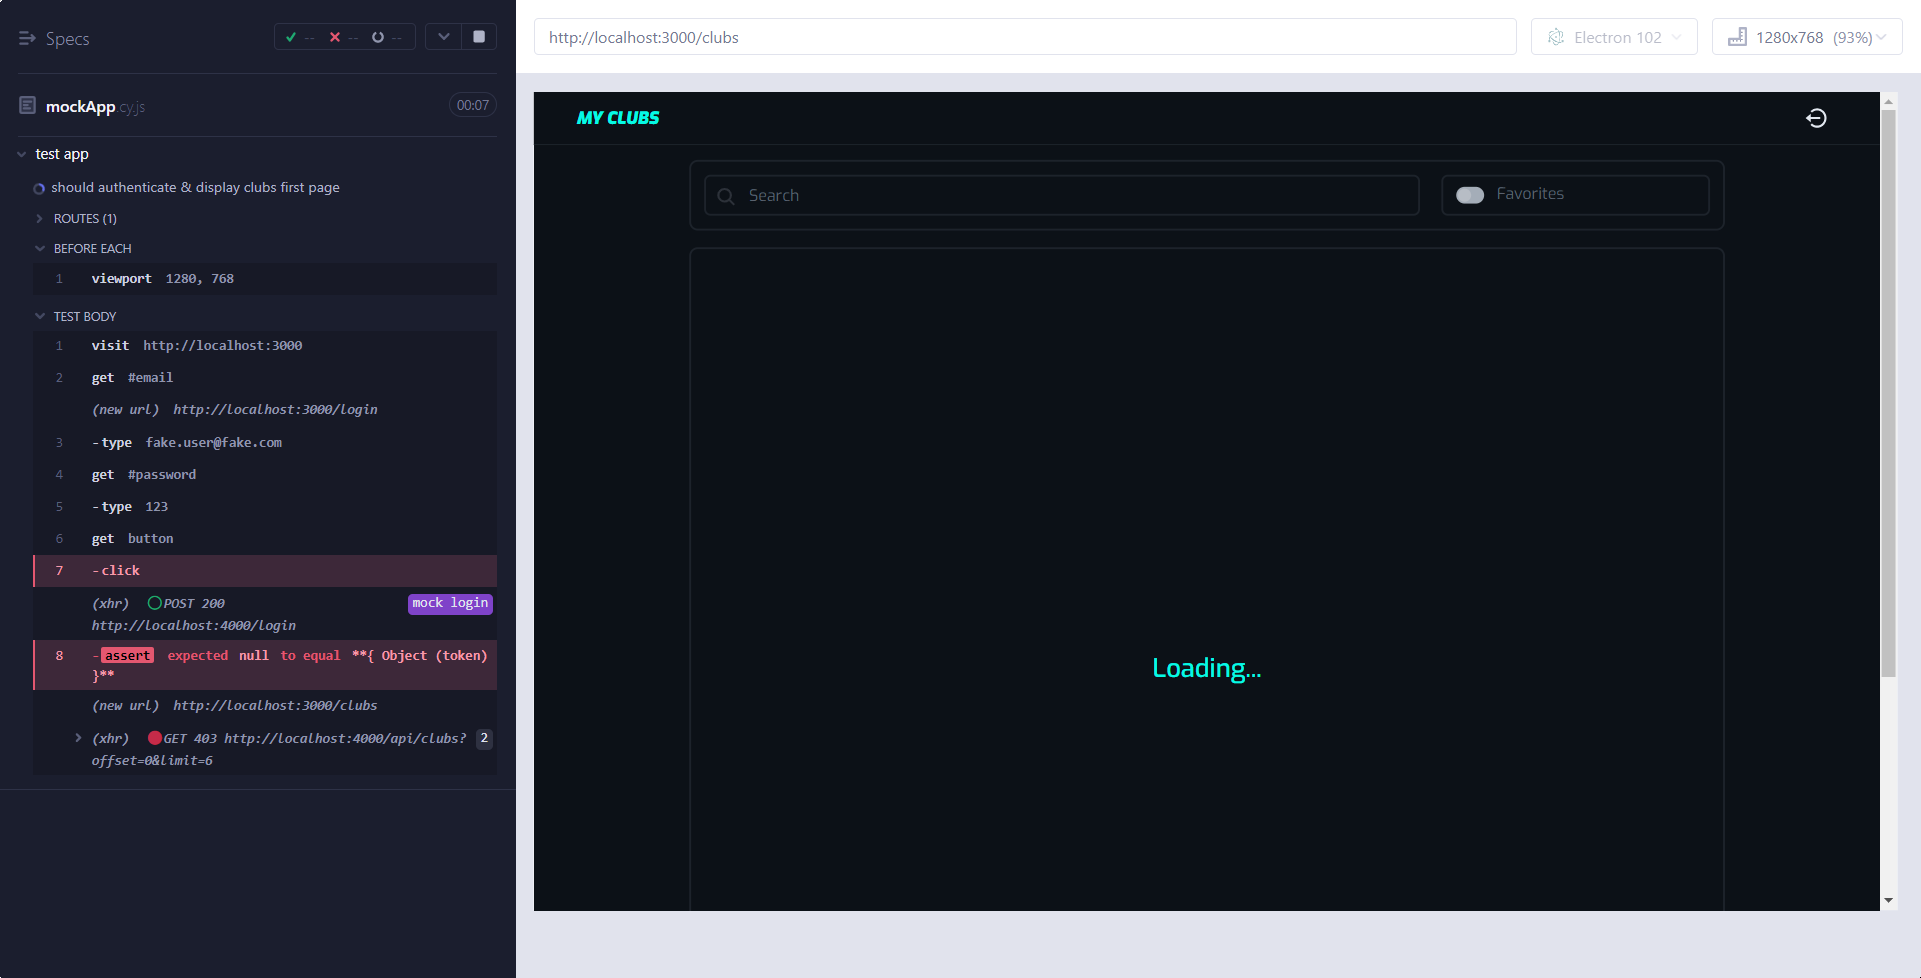 Specs
-- -- --
mockApp.cy.js
00:07
test app
should authenticate & display clubs first page
ROUTES (1)
BEFORE EACH
1 viewport 1280, 768
TEST BODY
1 visit http://localhost:3000
2 get #email
(new url) http://localhost:3000/login
3 -type fake.user@fake.com
4 get #password
5 -type 123
6 get button
7 -click
(xhr) POST 200 mock login
http://localhost:4000/login
8 -assert expected null to equal **{ Object (token)
}**
(new url) http://localhost:3000/clubs
(xhr) GET 403 http://localhost:4000/api/clubs? 2
offset=0&limit=6
http://localhost:3000/clubs
Electron 102
1280x768 (93%)
MY CLUBS
Search
Favorites
Loading...